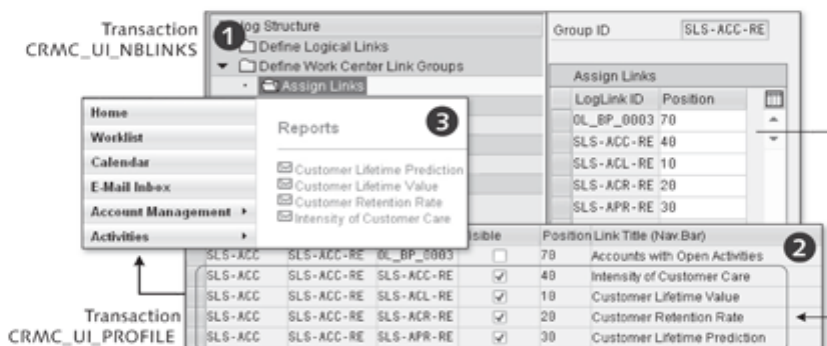 Transaction
CRMC_UI_NBLINKS
1
log Structure
Define Logical Links
Define Work Center Link Groups
Assign Links
Group ID SLS-ACC-RE
Assign Links
LogLink ID Position
OL_BP_0003 70
SLS-ACC-RE 40
SLS-ACL-RE 10
SLS-ACR-RE 20
SLS-APR-RE 30
Home
Worklist
Calendar
E-Mail Inbox
Account Management
Activities
3
Reports
Customer Lifetime Prediction
Customer Lifetime Value
Customer Retention Rate
Intensity of Customer Care
isible Position Link Title (Nav.Bar)
2
SLS-ACC SLS-ACC-RE OL_BP_0003 70 Accounts with Open Activities
SLS-ACC SLS-ACC-RE SLS-ACC-RE 40 Intensity of Customer Care
SLS-ACC SLS-ACC-RE SLS-ACL-RE 10 Customer Lifetime Value
SLS-ACC SLS-ACC-RE SLS-ACR-RE 20 Customer Retention Rate
SLS-ACC SLS-ACC-RE SLS-APR-RE 30 Customer Lifetime Prediction
Transaction
CRMC_UI_PROFILE